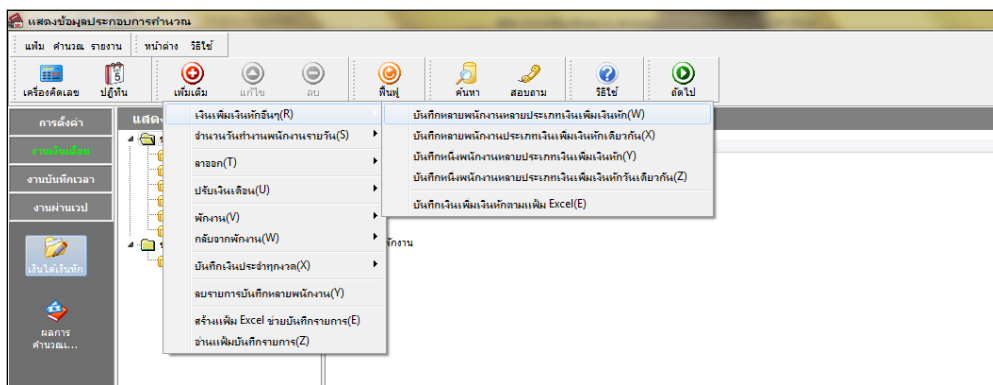 แสดงข้อมูลประกอบการคำนวณ
แฟ้ม คำนวณ รายงาน หน้าต่าง วิธีใช้
5
เครื่องคิดเลข ปฏิทิน เพิ่มเติม แก้ไข ลบ ฟื้นฟู ค้นหา สอบถาม วิธีใช้ ถัดไป
การตั้งค่า
งานเงินเดือน
งานบันทึกเวลา
งานผ่านเวป
เงินได้เงินหัก
ผลการ
คำนวณเ...
เงินเพิ่มเงินหักอื่นๆ(R)
จำนวนวันทำงานพนักงานรายวัน(S)
ลาออก(T)
ปรับเงินเดือน(U)
พักงาน(V)
กลับจากพักงาน(W)
บันทึกเงินประจำทุกงวด(X)
ลบรายการบันทึกหลายพนักงาน(Y)
สร้างแฟ้ม Excel ช่วยบันทึกรายการ(E)
อ่านแฟ้มบันทึกรายการ(Z)
บันทึกหลายพนักงานหลายประเภทเงินเพิ่มเงินหัก(W)
บันทึกหลายพนักงานประเภทเงินเพิ่มเงินหักเดียวกัน(X)
บันทึกหนึ่งพนักงานหลายประเภทเงินเพิ่มเงินหัก(Y)
บันทึกหนึ่งพนักงานหลายประเภทเงินเพิ่มเงินหักวันเดียวกัน(Z)
บันทึกเงินเพิ่มเงินหักตามแฟ้ม Excel(E)